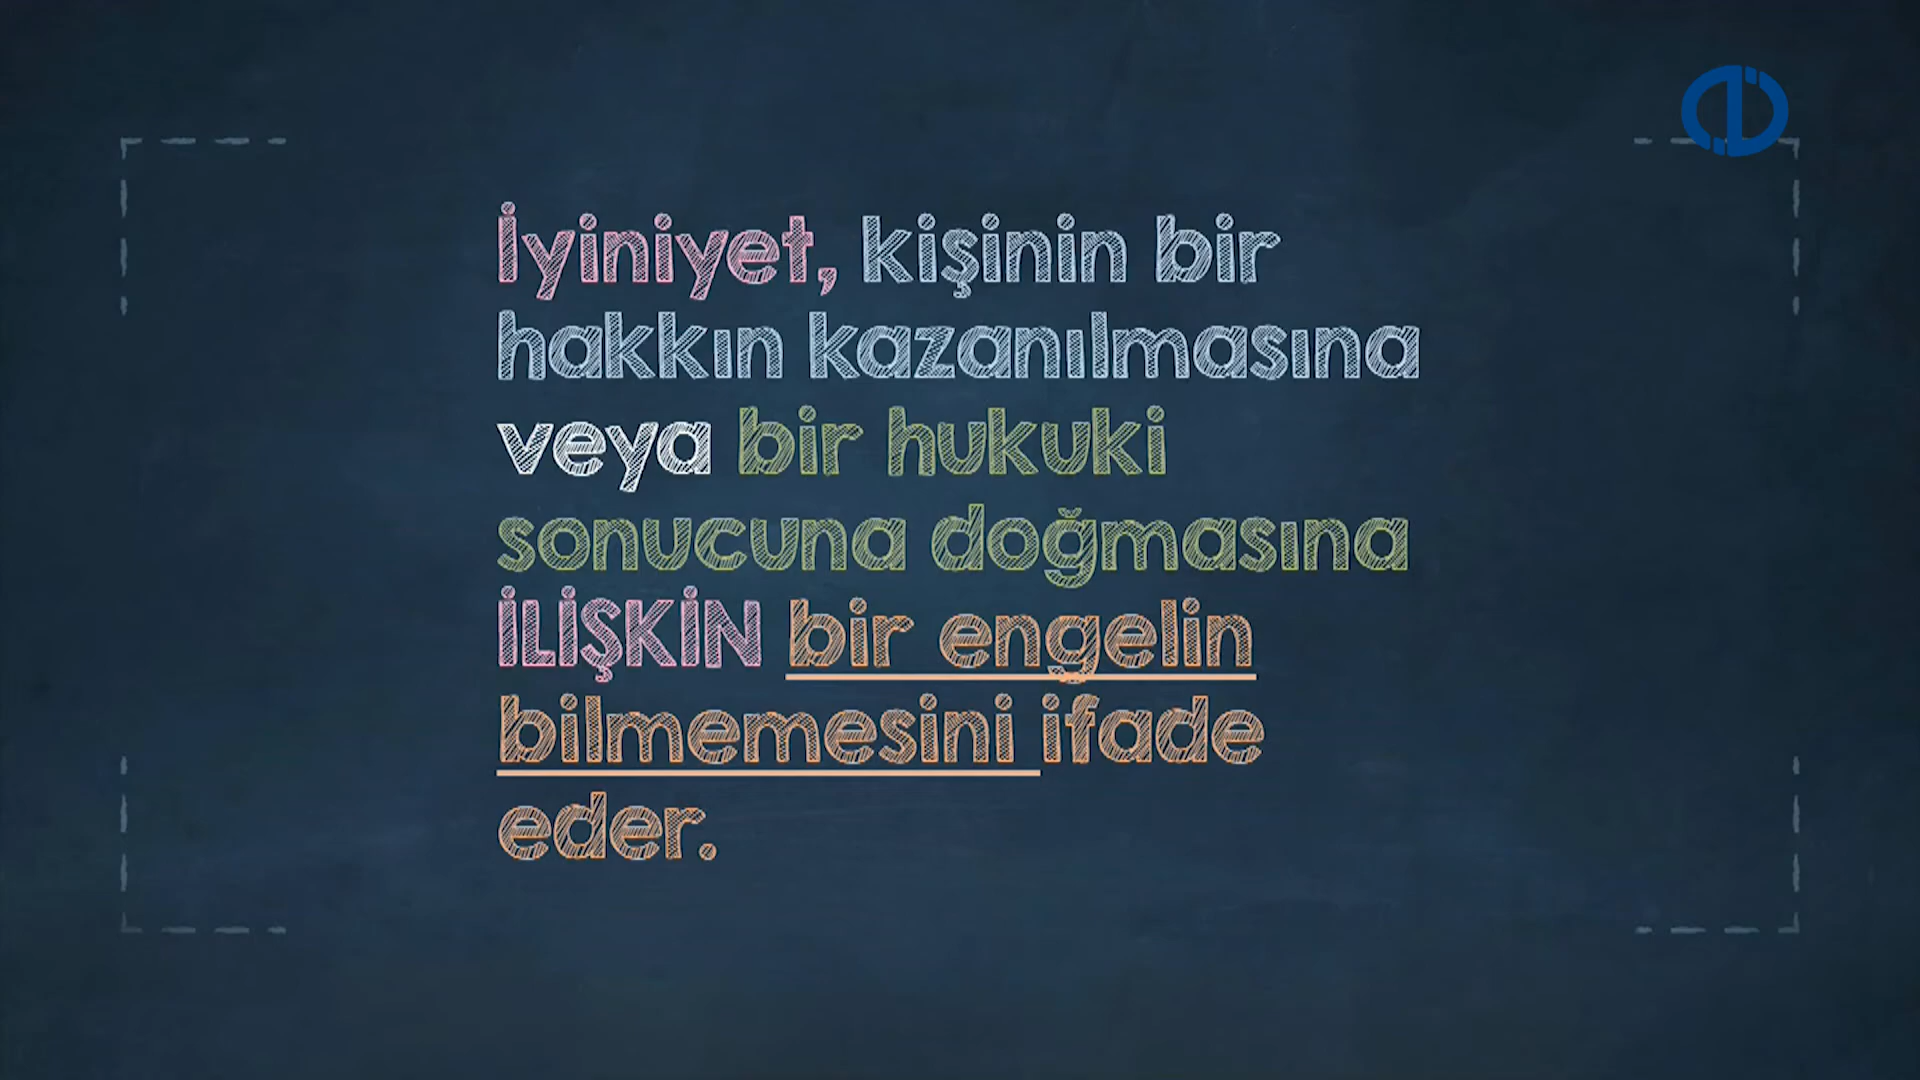 İyiniyet, kişinin bir
hakkın kazanılmasına
veya bir hukuki
sonucuna doğmasına
İLİŞKİN bir engelin
bilmemesini ifade
eder.